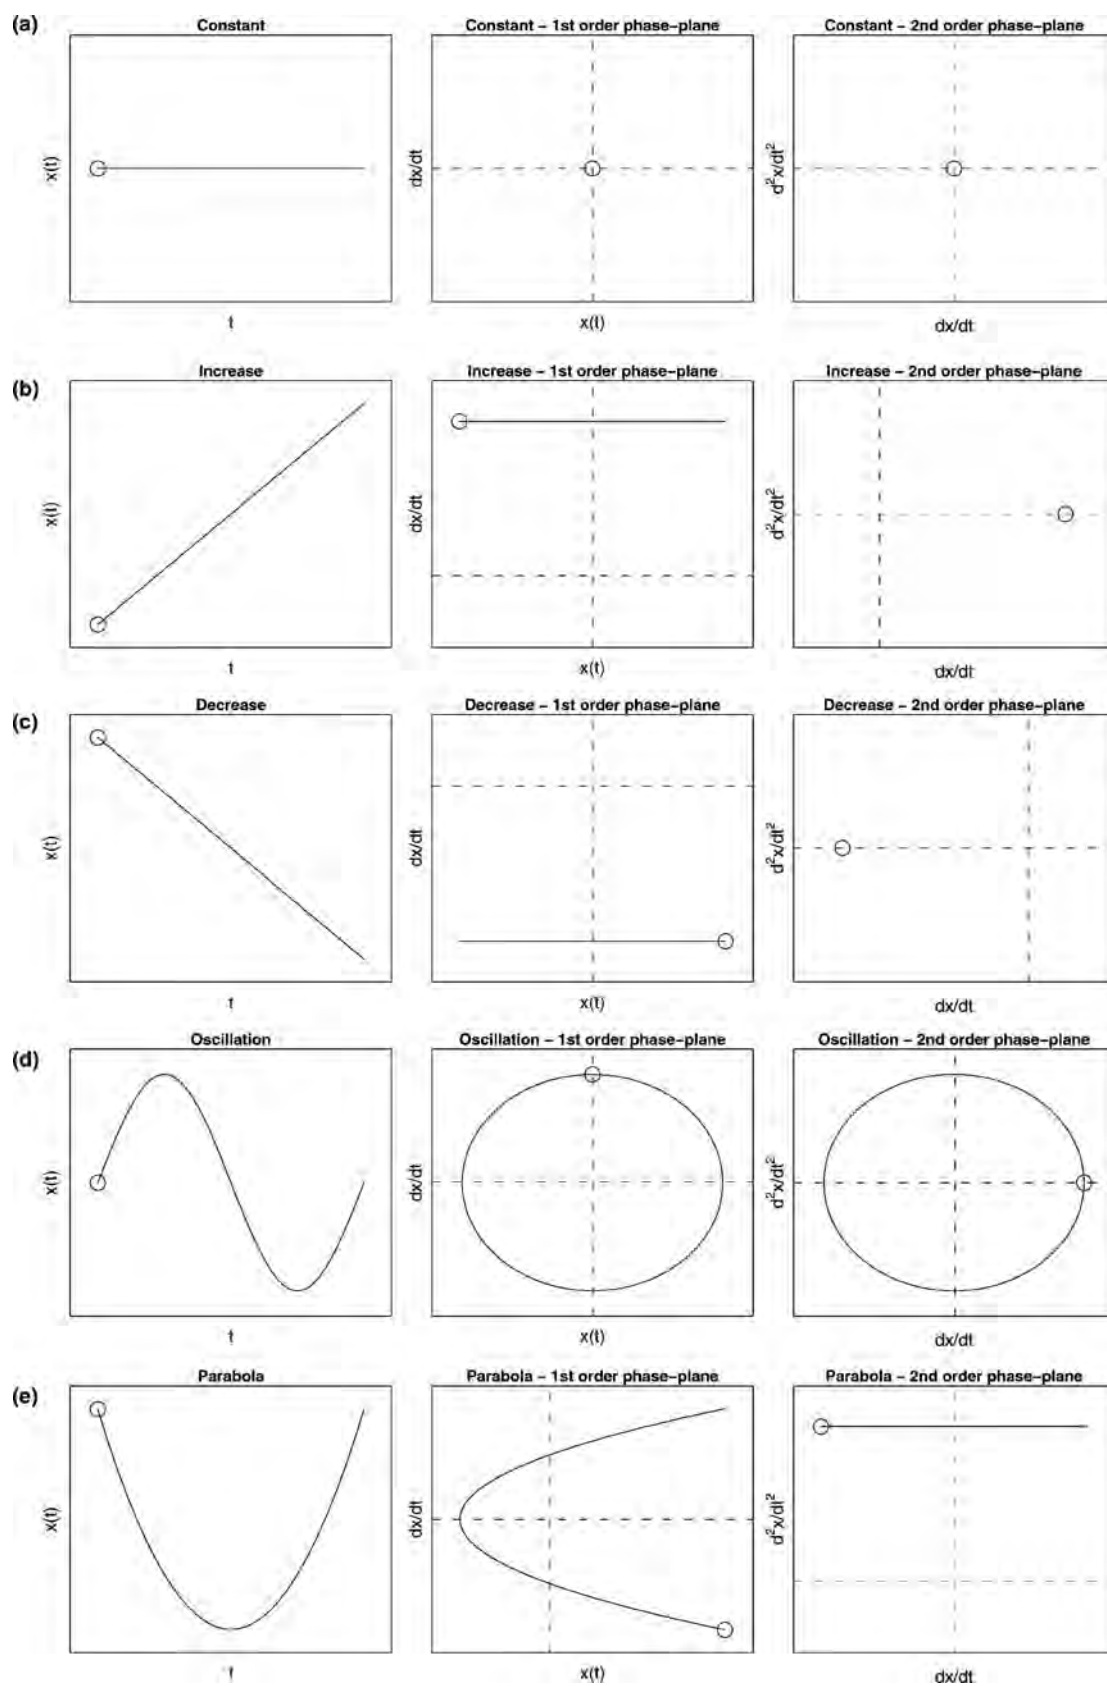 (a)
Constant
Constant – 1st order phase–plane
Constant – 2nd order phase–plane
x(t)
dx/dt
d²x/dt²
t
x(t)
dx/dt
(b)
Increase
Increase – 1st order phase–plane
Increase – 2nd order phase–plane
x(t)
dx/dt
d²x/dt²
t
x(t)
dx/dt
(c)
Decrease
Decrease – 1st order phase–plane
Decrease – 2nd order phase–plane
x(t)
dx/dt
d²x/dt²
t
x(t)
dx/dt
(d)
Oscillation
Oscillation – 1st order phase–plane
Oscillation – 2nd order phase–plane
x(t)
dx/dt
d²x/dt²
t
x(t)
dx/dt
(e)
Parabola
Parabola – 1st order phase–plane
Parabola – 2nd order phase–plane
x(t)
dx/dt
d²x/dt²
t
x(t)
dx/dt